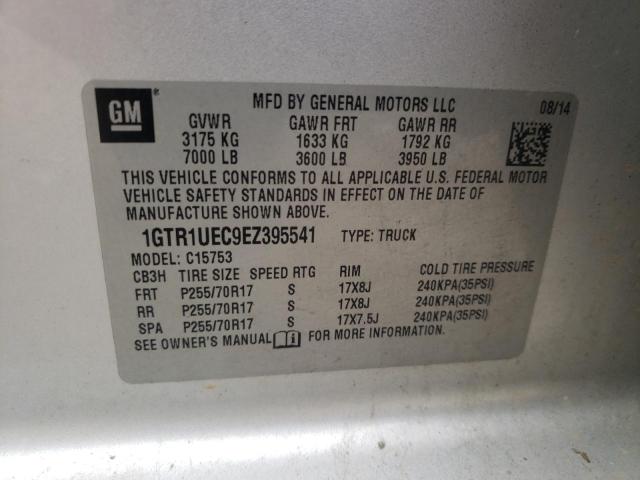 GM
MFD BY GENERAL MOTORS LLC 08/14
GVWR GAWR FRT GAWR RR
3175 KG 1633 KG 1792 KG
7000 LB 3600 LB 3950 LB
THIS VEHICLE CONFORMS TO ALL APPLICABLE U.S. FEDERAL MOTOR
VEHICLE SAFETY STANDARDS IN EFFECT ON THE DATE OF
MANUFACTURE SHOWN ABOVE.
1GTR1UEC9EZ395541 TYPE: TRUCK
MODEL: C15753
CB3H TIRE SIZE SPEED RTG RIM COLD TIRE PRESSURE
FRT P255/70R17 S 17X8J 240KPA(35PSI)
RR P255/70R17 S 17X8J 240KPA(35PSI)
SPA P255/70R17 S 17X7.5J 240KPA(35PSI)
SEE OWNER'S MANUAL FOR MORE INFORMATION.